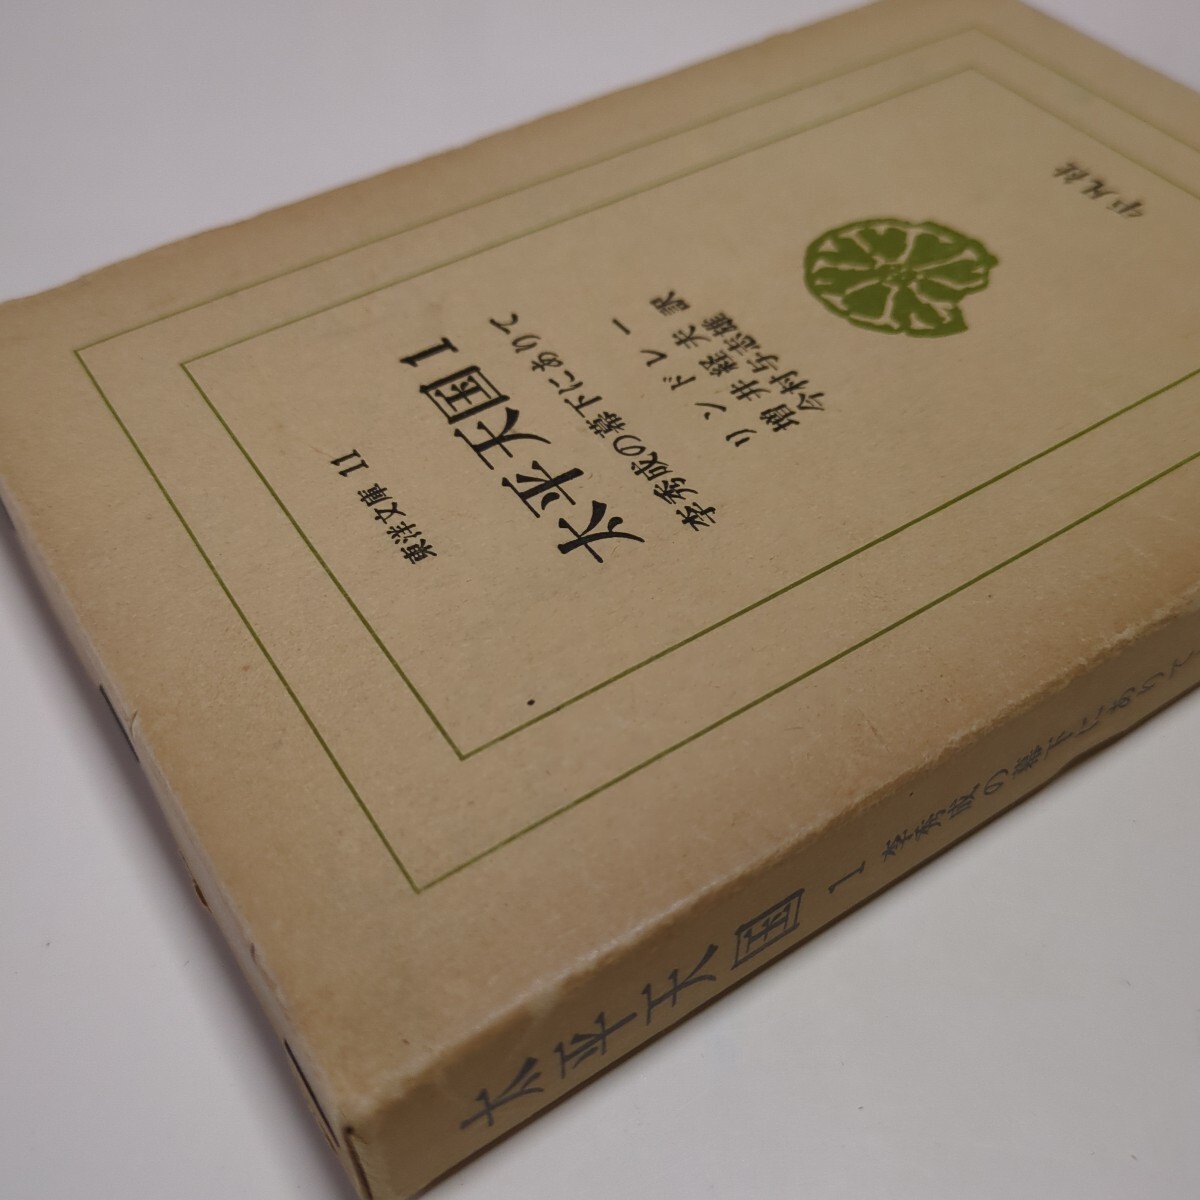 東洋文庫 11
太平天国 1
李秀成の幕下にありて
リンドレー
増井経夫 訳
今村与志雄
平凡社
太平天国 1 李秀成の幕下にありて